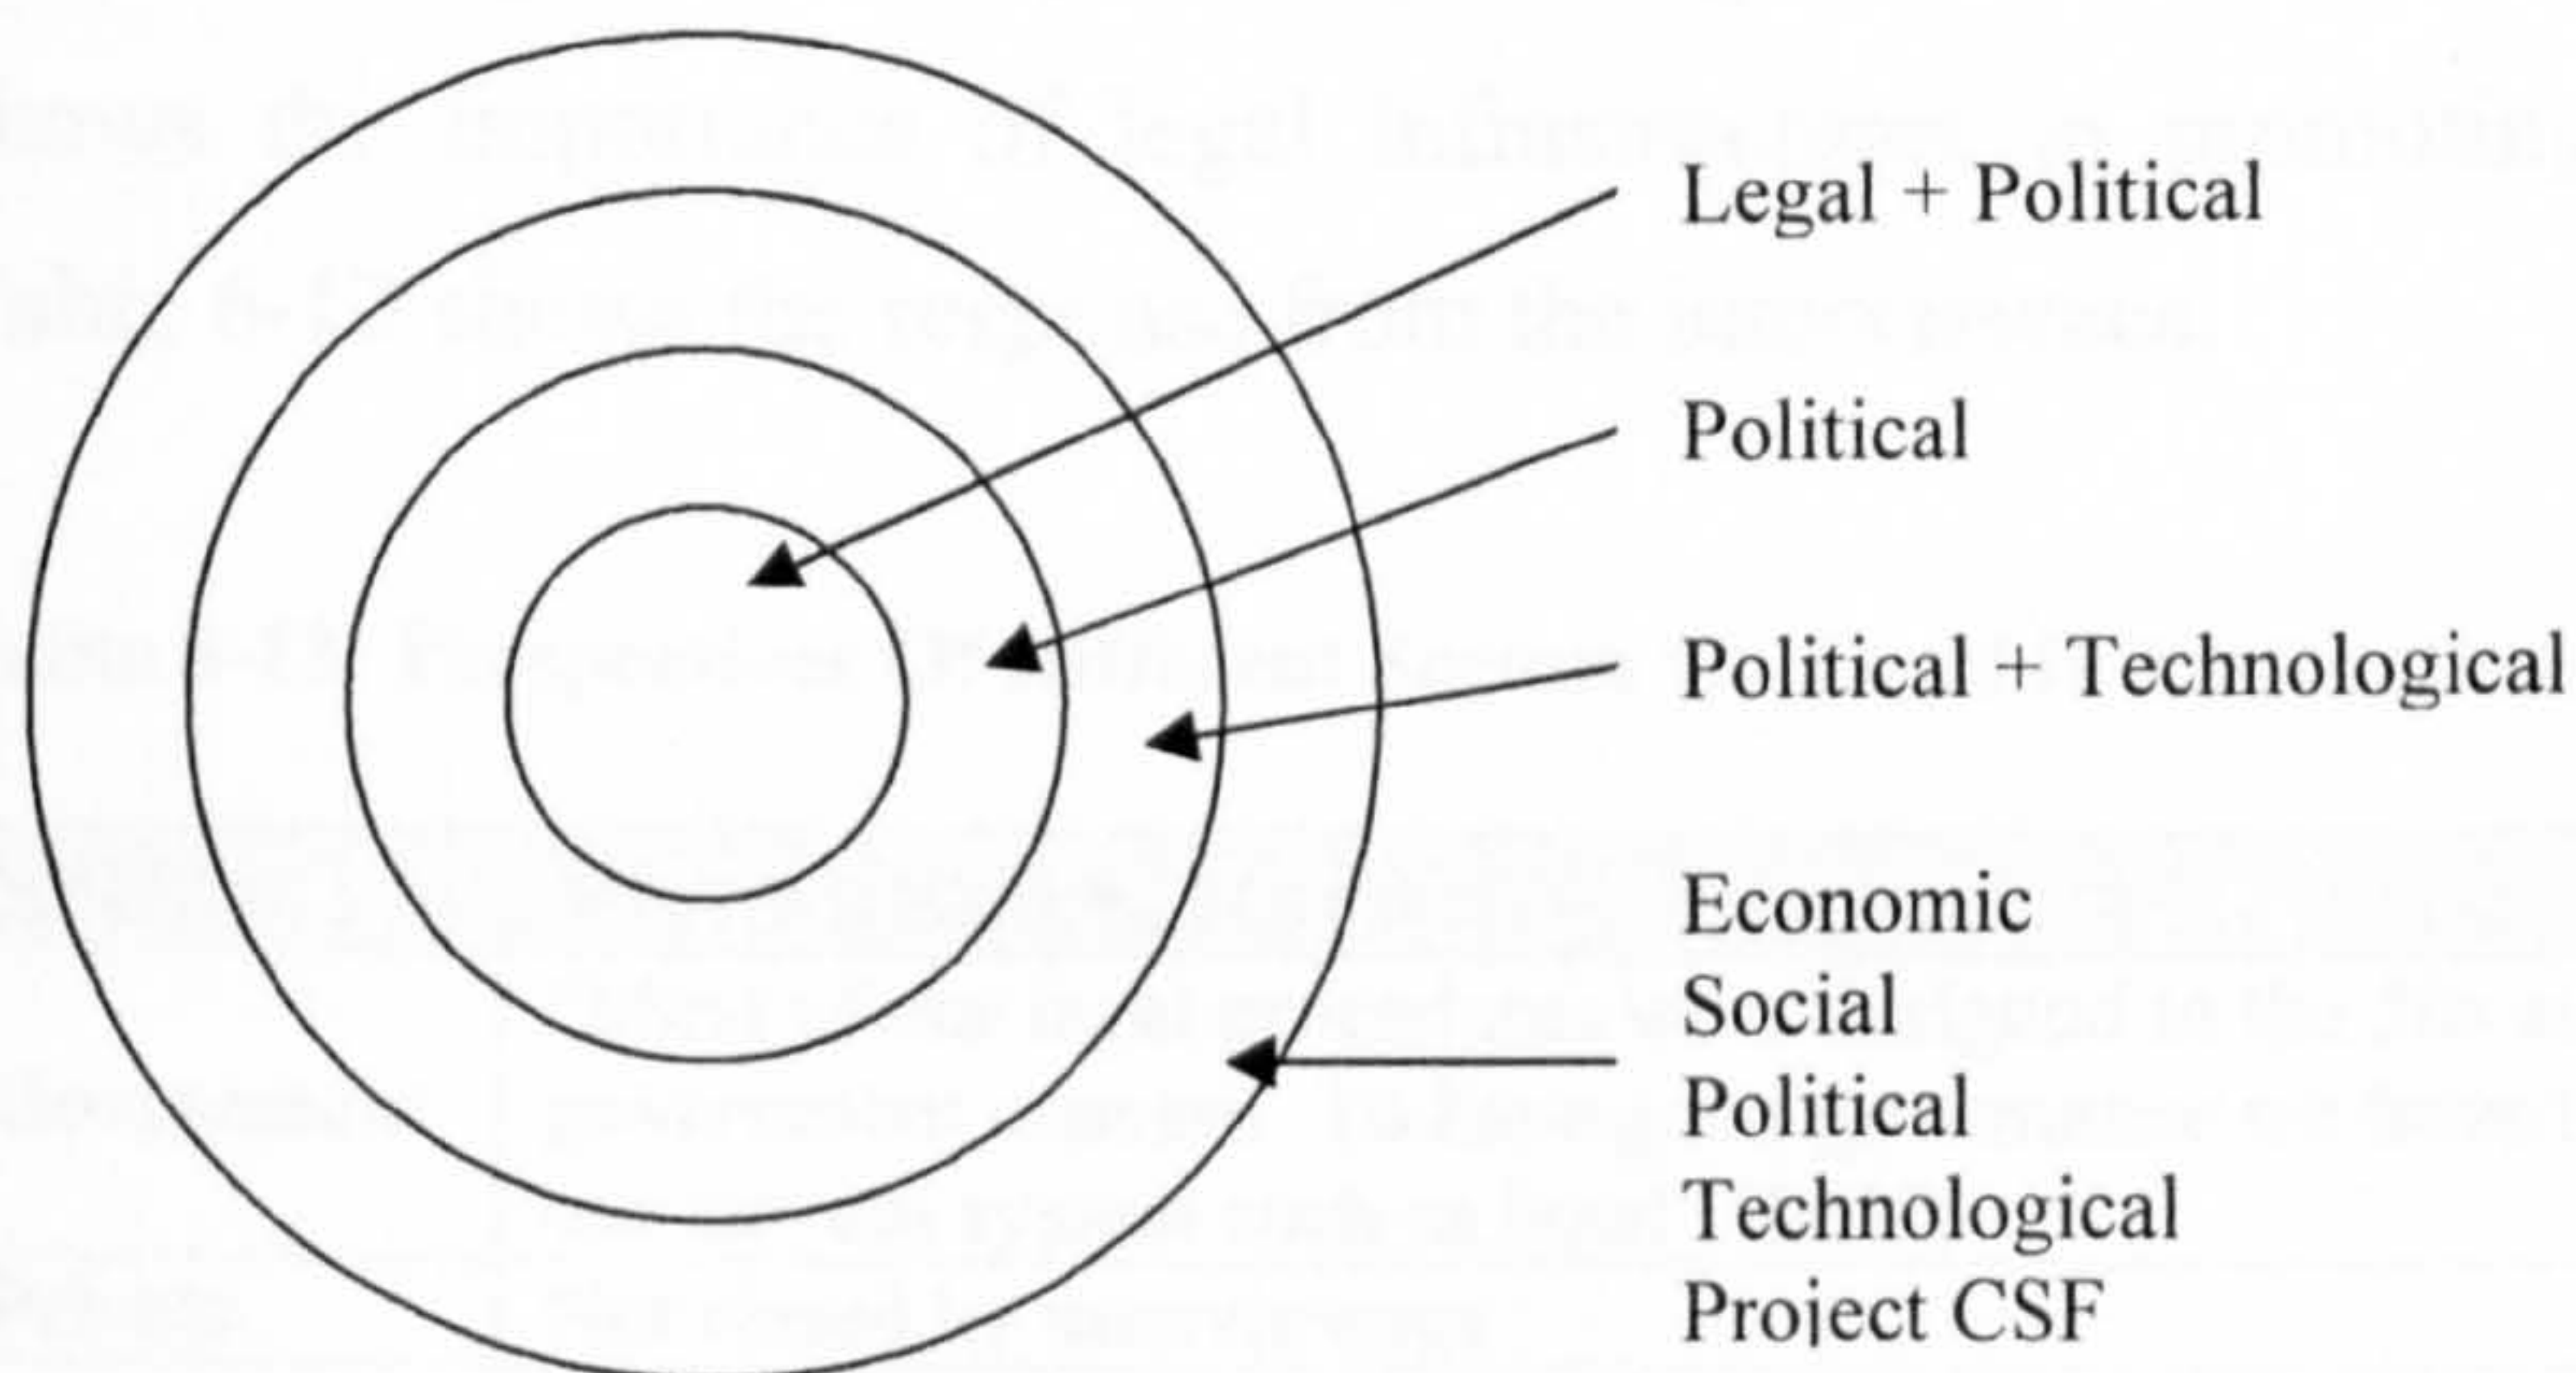 Legal + Political
Political
Political + Technological
Economic
Social
Political
Technological
Project CSF